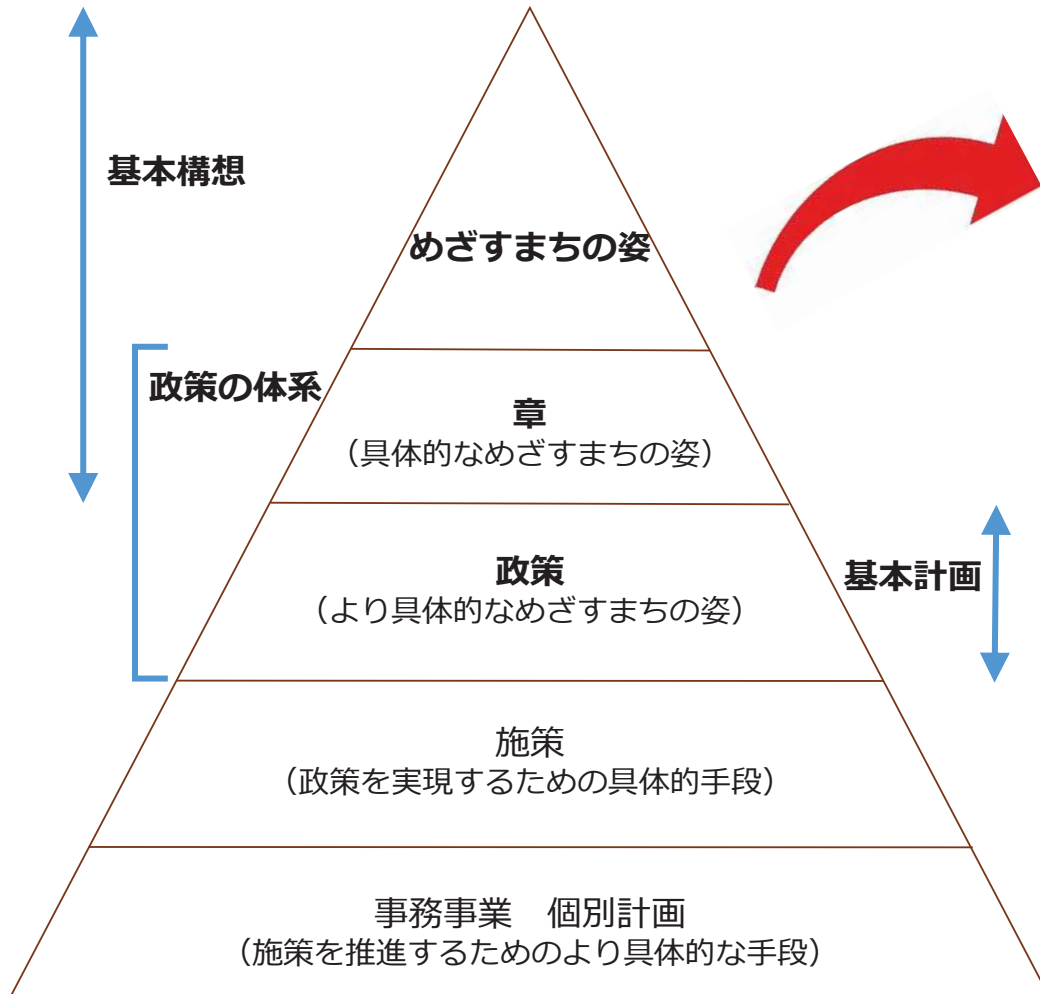 基本構想
めざすまちの姿
政策の体系
章
（具体的なめざすまちの姿）
政策
（より具体的なめざすまちの姿）
基本計画
施策
（政策を実現するための具体的手段）
事務事業　個別計画
（施策を推進するためのより具体的な手段）